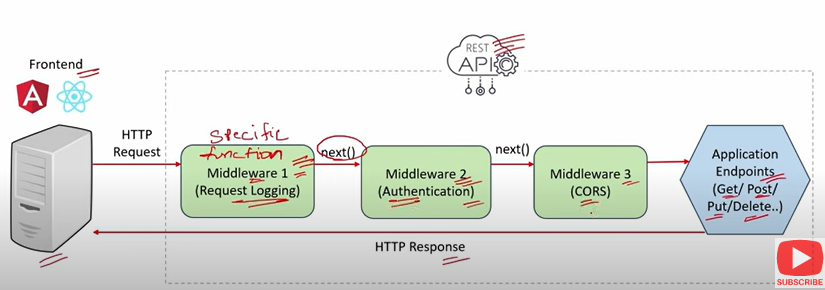 REST
API
Frontend
A
HTTP
Request
specific
function
Middleware 1
(Request Logging)
next()
Middleware 2
(Authentication)
next()
Middleware 3
(CORS)
Application
Endpoints
(Get/ Post/
Put/Delete..)
HTTP Response
SUBSCRIBE